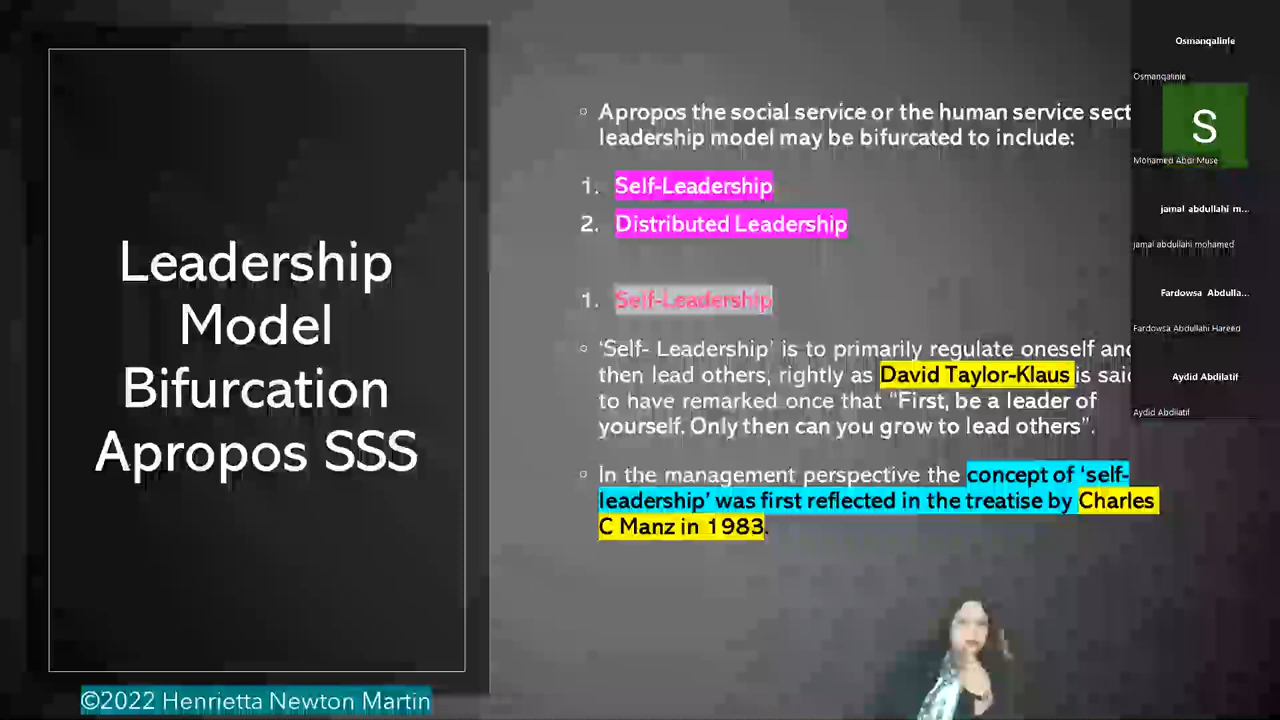 Leadership
Model
Bifurcation
Apropos SSS
©2022 Henrietta Newton Martin
Apropos the social service or the human service sect
leadership model may be bifurcated to include:
1. Self-Leadership
2. Distributed Leadership
1. Self-Leadership
‘Self- Leadership’ is to primarily regulate oneself and
then lead others, rightly as David Taylor-Klaus is said
to have remarked once that “First, be a leader of
yourself. Only then can you grow to lead others”.
In the management perspective the concept of ‘self-
leadership’ was first reflected in the treatise by Charles
C Manz in 1983.
Osmanqalinle
Osmanqalinle
S
Mohamed Abdi Muse
jamal abdullahi m...
jamal abdullahi mohamed
Fardowsa Abdulla...
Fardowsa Abdullahi Hareed
Aydid Abdilatif
Aydid Abdilatif